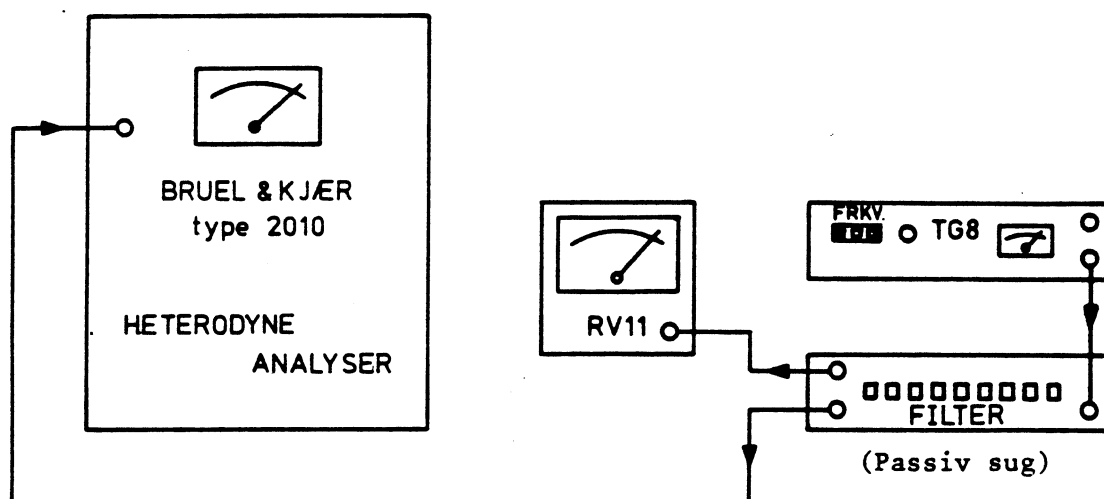 BRUEL & KJÆR
type 2010
HETERODYNE
ANALYSER
RV11
FRKV.
TG8
FILTER
(Passiv sug)